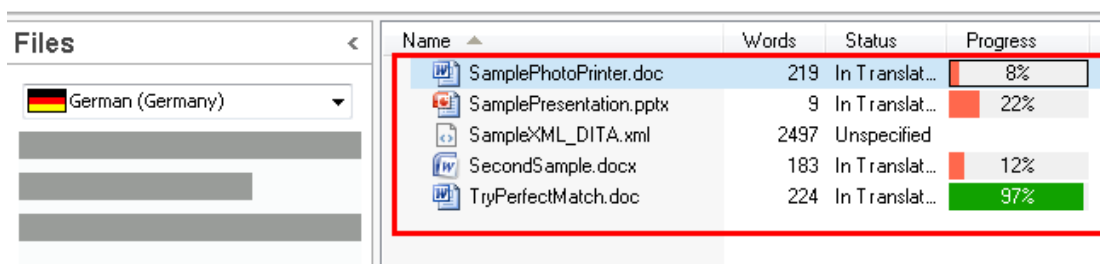 Files <
German (Germany)
Name Words Status Progress
SamplePhotoPrinter.doc 219 In Translat... 8%
SamplePresentation.pptx 9 In Translat... 22%
SampleXML_DITA.xml 2497 Unspecified
SecondSample.docx 183 In Translat... 12%
TryPerfectMatch.doc 224 In Translat... 97%